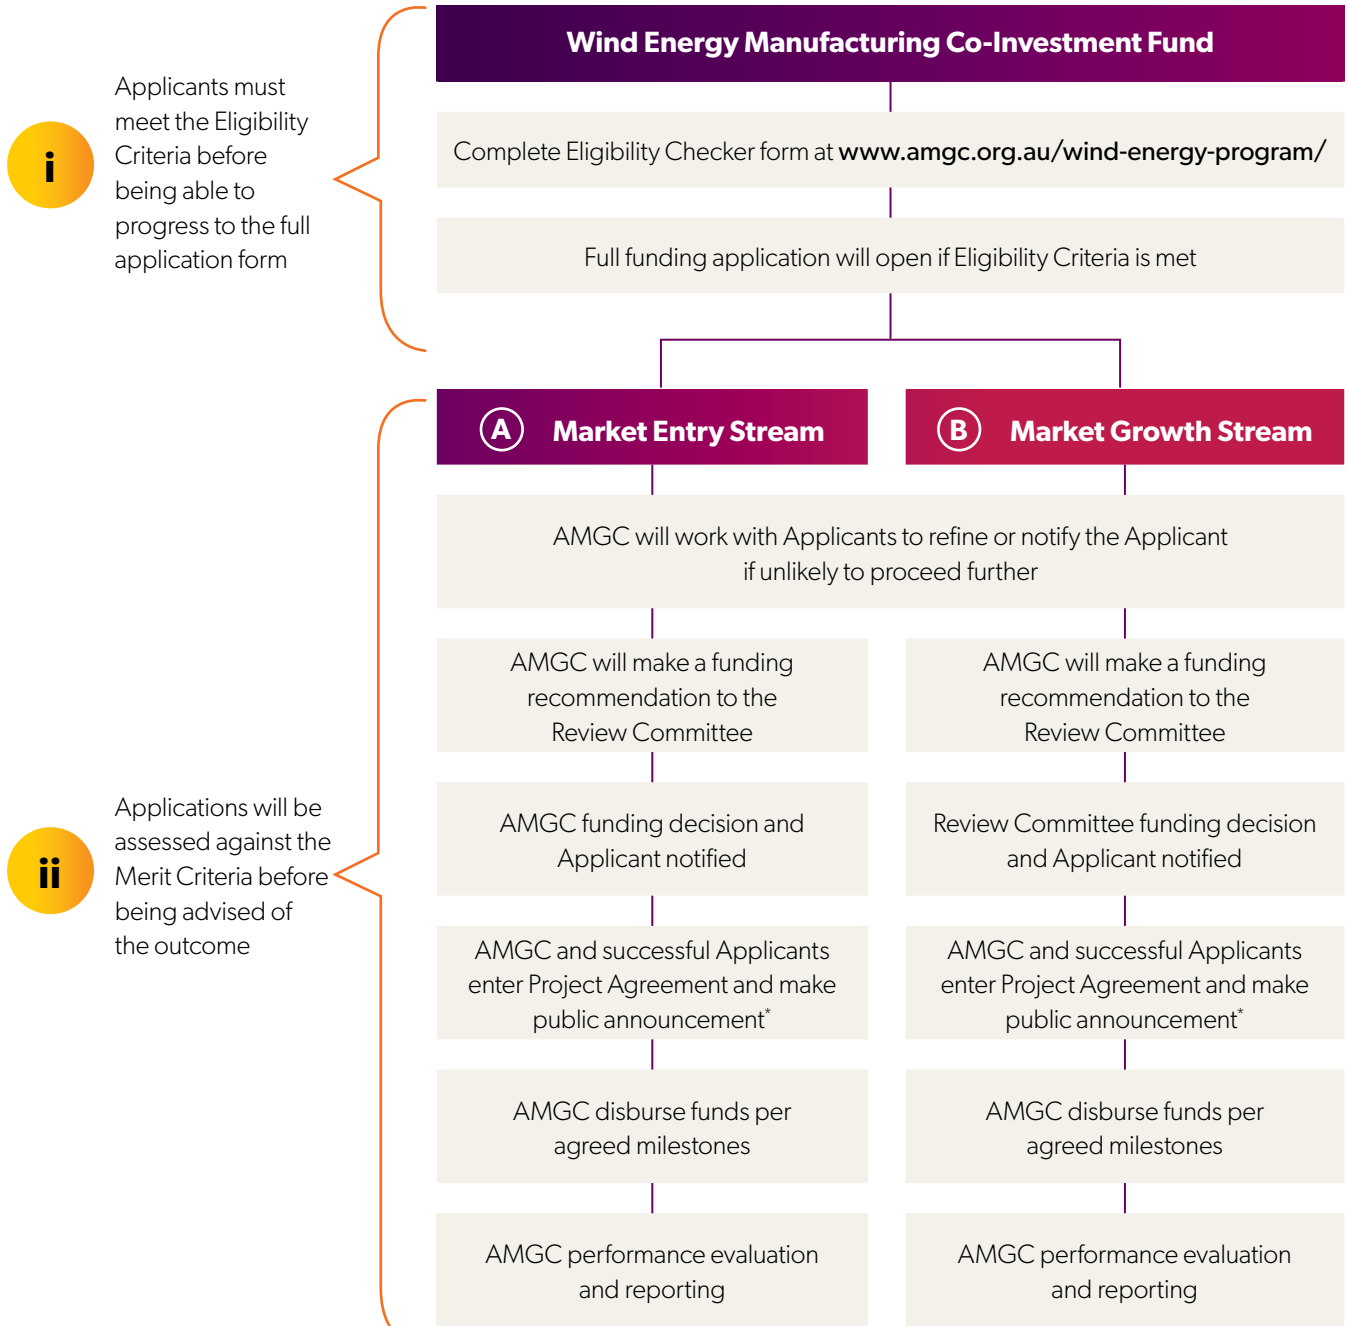 Wind Energy Manufacturing Co-Investment Fund
i
Applicants must
meet the Eligibility
Criteria before
being able to
progress to the full
application form
Complete Eligibility Checker form at www.amgc.org.au/wind-energy-program/
Full funding application will open if Eligibility Criteria is met
A Market Entry Stream
B Market Growth Stream
AMGC will work with Applicants to refine or notify the Applicant
if unlikely to proceed further
ii
Applications will be
assessed against the
Merit Criteria before
being advised of
the outcome
AMGC will make a funding
recommendation to the
Review Committee
AMGC funding decision and
Applicant notified
AMGC and successful Applicants
enter Project Agreement and make
public announcement*
AMGC disburse funds per
agreed milestones
AMGC performance evaluation
and reporting
AMGC will make a funding
recommendation to the
Review Committee
Review Committee funding decision
and Applicant notified
AMGC and successful Applicants
enter Project Agreement and make
public announcement*
AMGC disburse funds per
agreed milestones
AMGC performance evaluation
and reporting